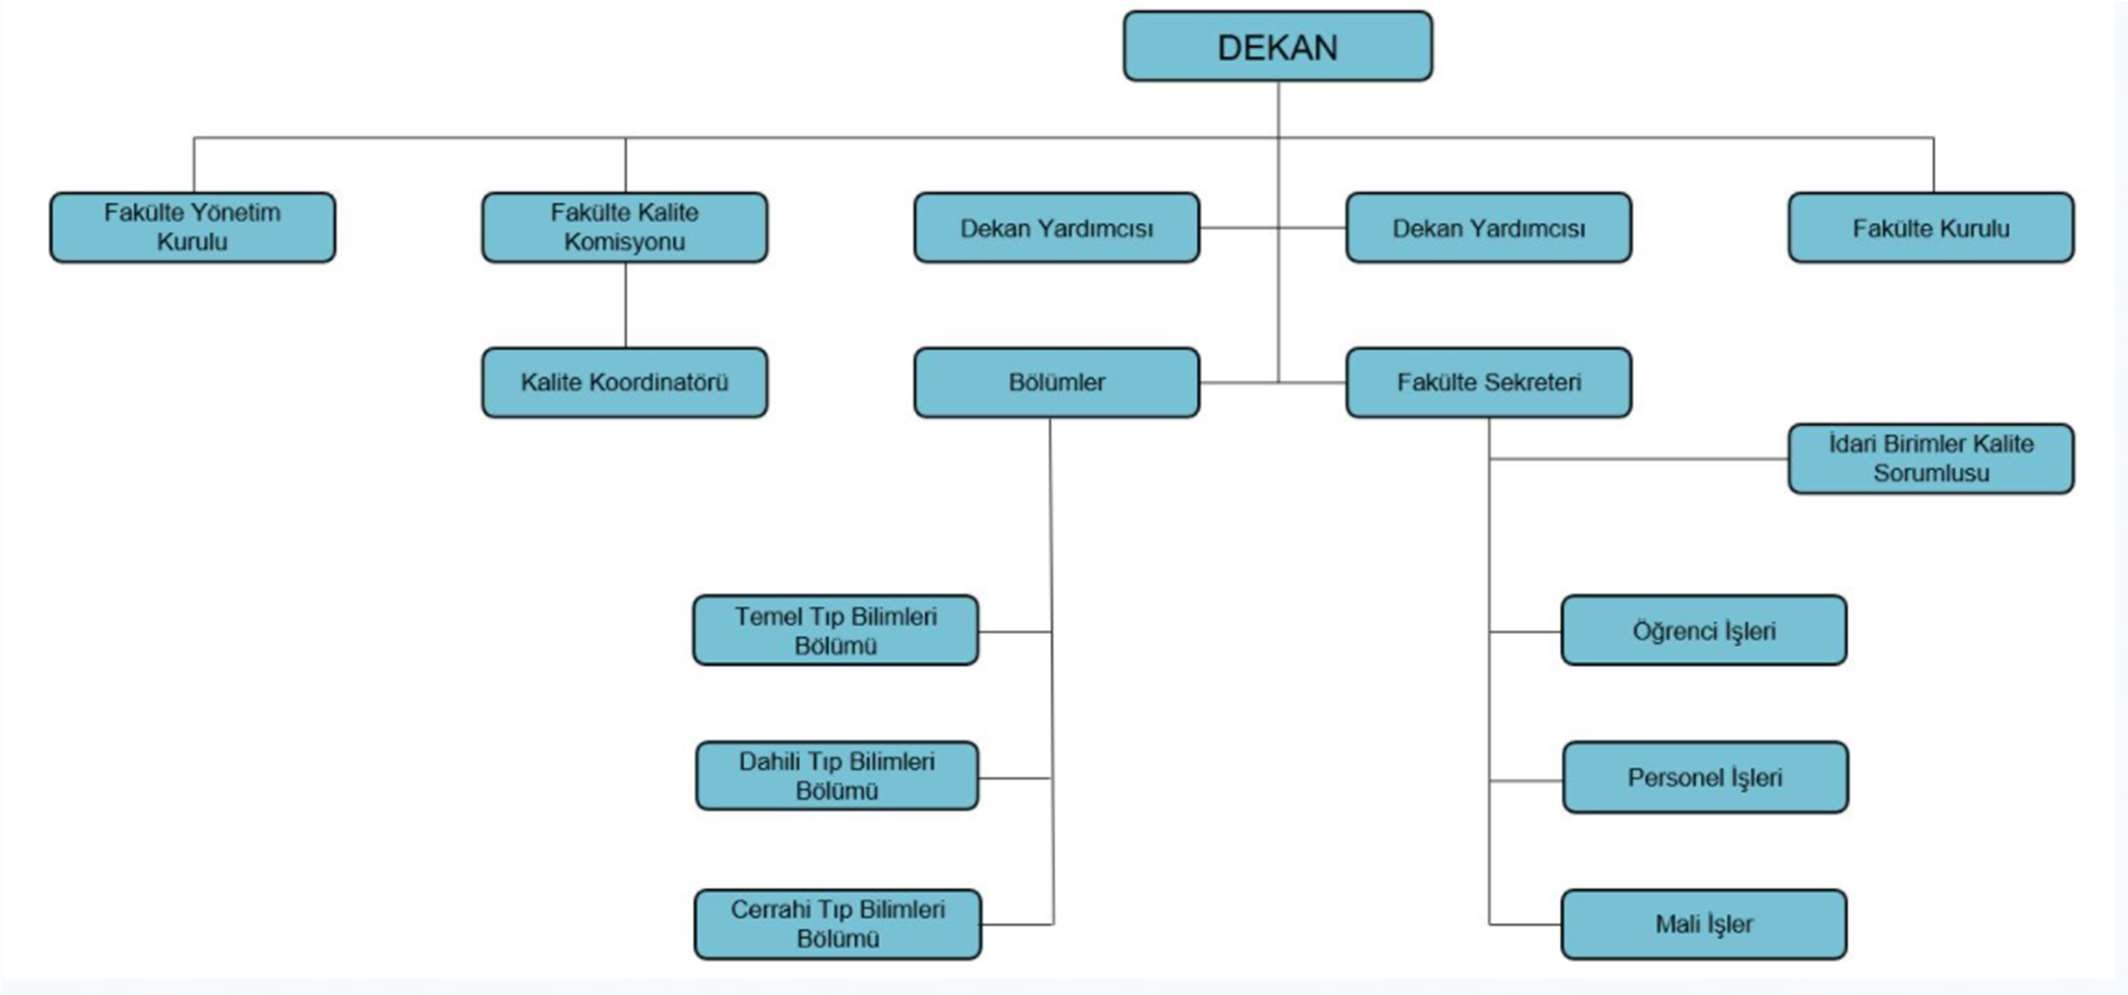 DEKAN
Fakülte Yönetim
Kurulu
Fakülte Kalite
Komisyonu
Dekan Yardımcısı
Dekan Yardımcısı
Fakülte Kurulu
Kalite Koordinatörü
Bölümler
Fakülte Sekreteri
İdari Birimler Kalite
Sorumlusu
Temel Tıp Bilimleri
Bölümü
Öğrenci İşleri
Dahili Tıp Bilimleri
Bölümü
Personel İşleri
Cerrahi Tıp Bilimleri
Bölümü
Mali İşler